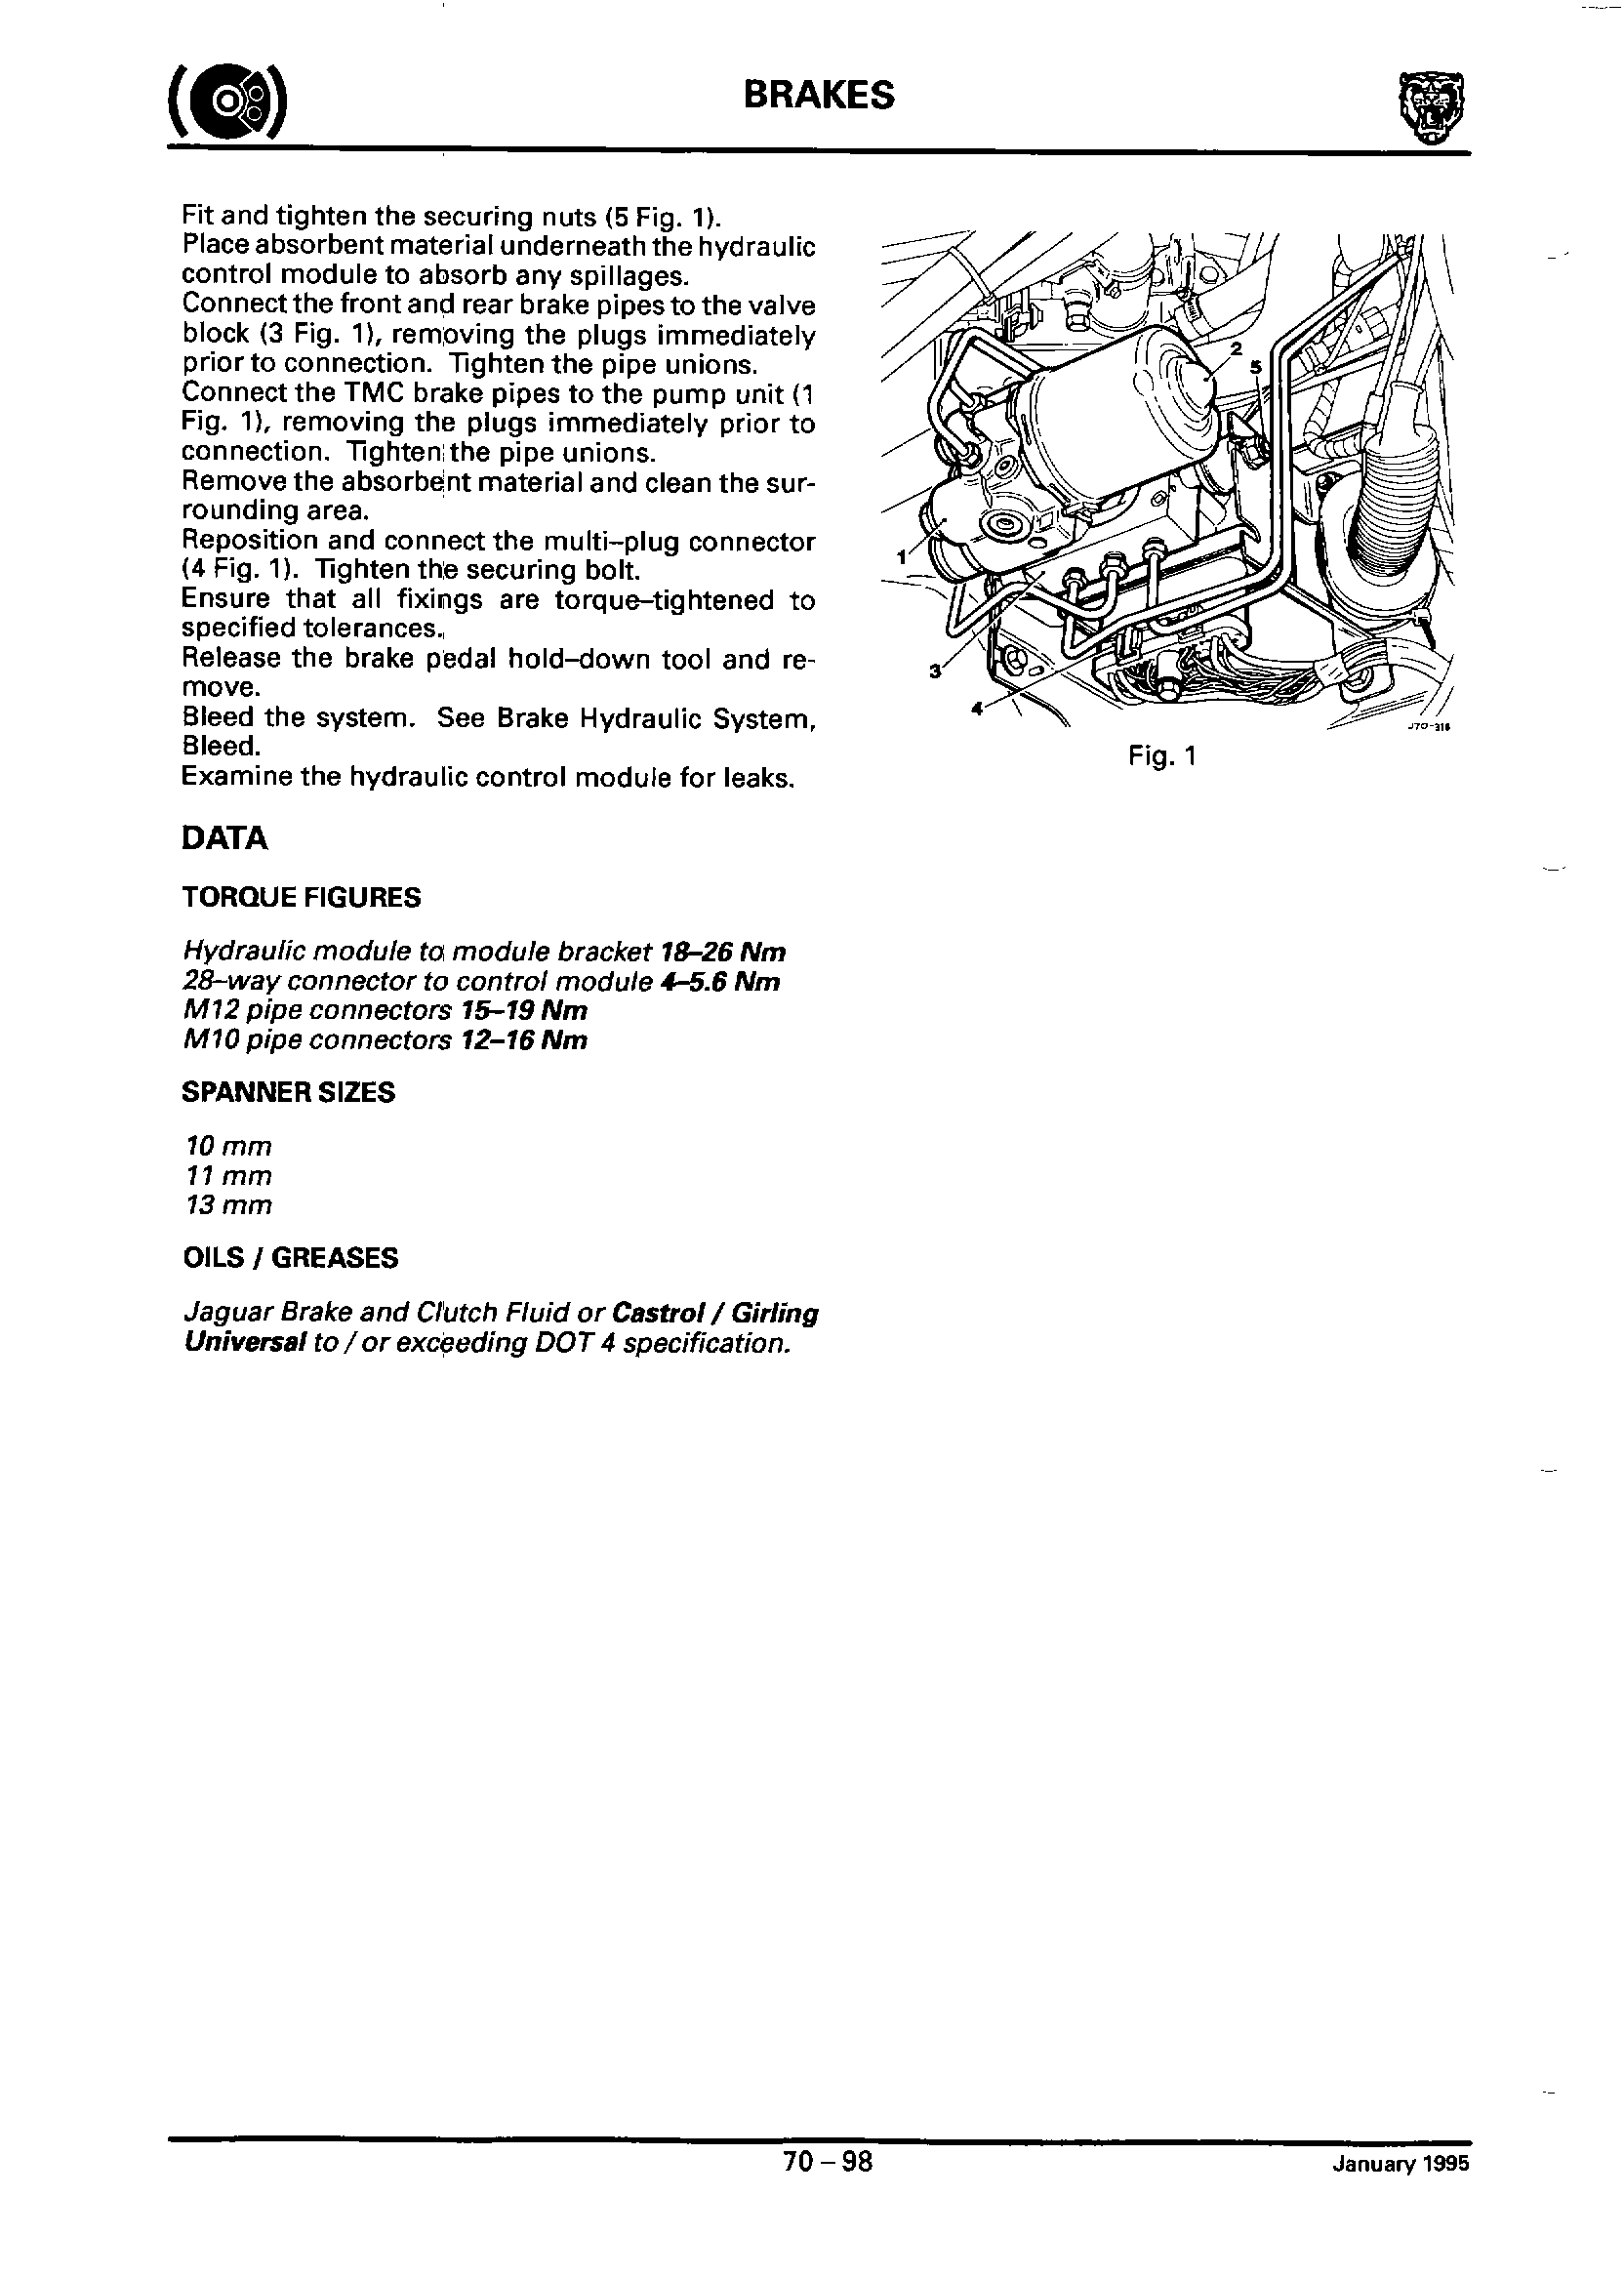 BRAKES
Fit and tighten the securing nuts (5 Fig. 1).
Place absorbent material underneath the hydraulic
control module to absorb any spillages.
Connect the front and rear brake pipes to the valve
block (3 Fig. 1), removing the plugs immediately
prior to connection. Tighten the pipe unions.
Connect the TMC brake pipes to the pump unit (1
Fig. 1), removing the plugs immediately prior to
connection. Tighten the pipe unions.
Remove the absorbent material and clean the sur-
rounding area.
Reposition and connect the multi–plug connector
(4 Fig. 1). Tighten the securing bolt.
Ensure that all fixings are torque–tightened to
specified tolerances.
Release the brake pedal hold–down tool and re-
move.
Bleed the system. See Brake Hydraulic System,
Bleed.
Examine the hydraulic control module for leaks.
DATA
TORQUE FIGURES
Hydraulic module to module bracket 18–26 Nm
28–way connector to control module 4–5.6 Nm
M12 pipe connectors 15–19 Nm
M10 pipe connectors 12–16 Nm
SPANNER SIZES
10 mm
11 mm
13 mm
OILS / GREASES
Jaguar Brake and Clutch Fluid or Castrol / Girling
Universal to / or exceeding DOT 4 specification.
2
5
1
3
4
J70-318
Fig. 1
70 – 98
January 1995